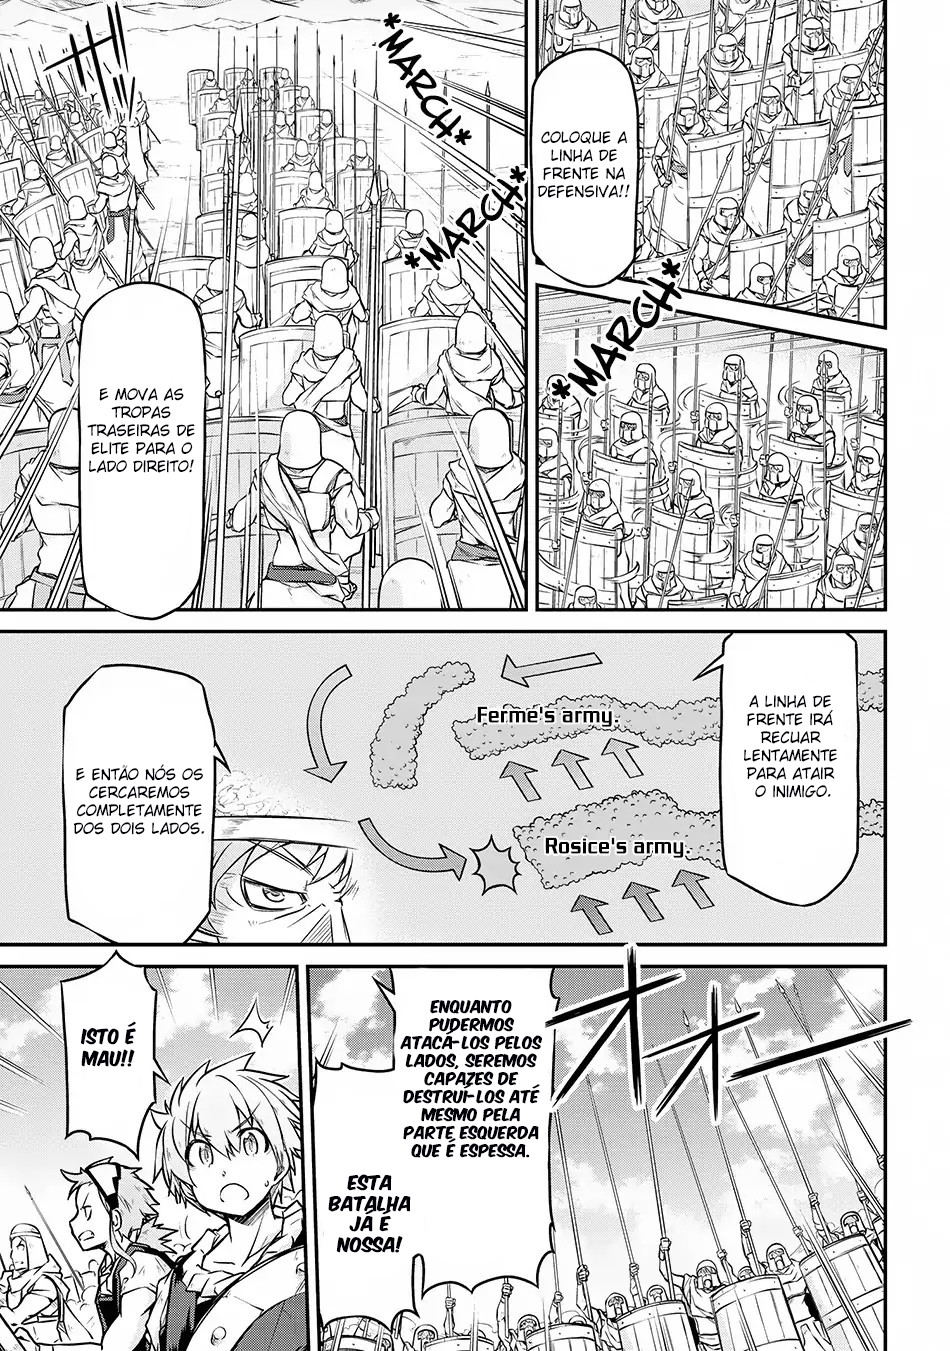 COLOQUE A
LINHA DE
FRENTE NA
DEFENSIVA!!
*MARCH*
*MARCH*
*MARCH*
E MOVA AS
TROPAS
TRASEIRAS DE
ELITE PARA O
LADO DIREITO!
A LINHA DE
FRENTE IRÁ
RECUAR
LENTAMENTE
PARA ATAIR
O INIMIGO.
Ferme's army.
Rosice's army.
E ENTÃO NÓS OS
CERCAREMOS
COMPLETAMENTE
DOS DOIS LADOS.
オオ
ENQUANTO
PUDERMOS
ATACÁ-LOS PELOS
LADOS, SEREMOS
CAPAZES DE
DESTRUÍ-LOS ATÉ
MESMO PELA
PARTE ESQUERDA
QUE É ESPESSA.
ESTA
BATALHA
JÁ É
NOSSA!
ISTO É
MAU!!